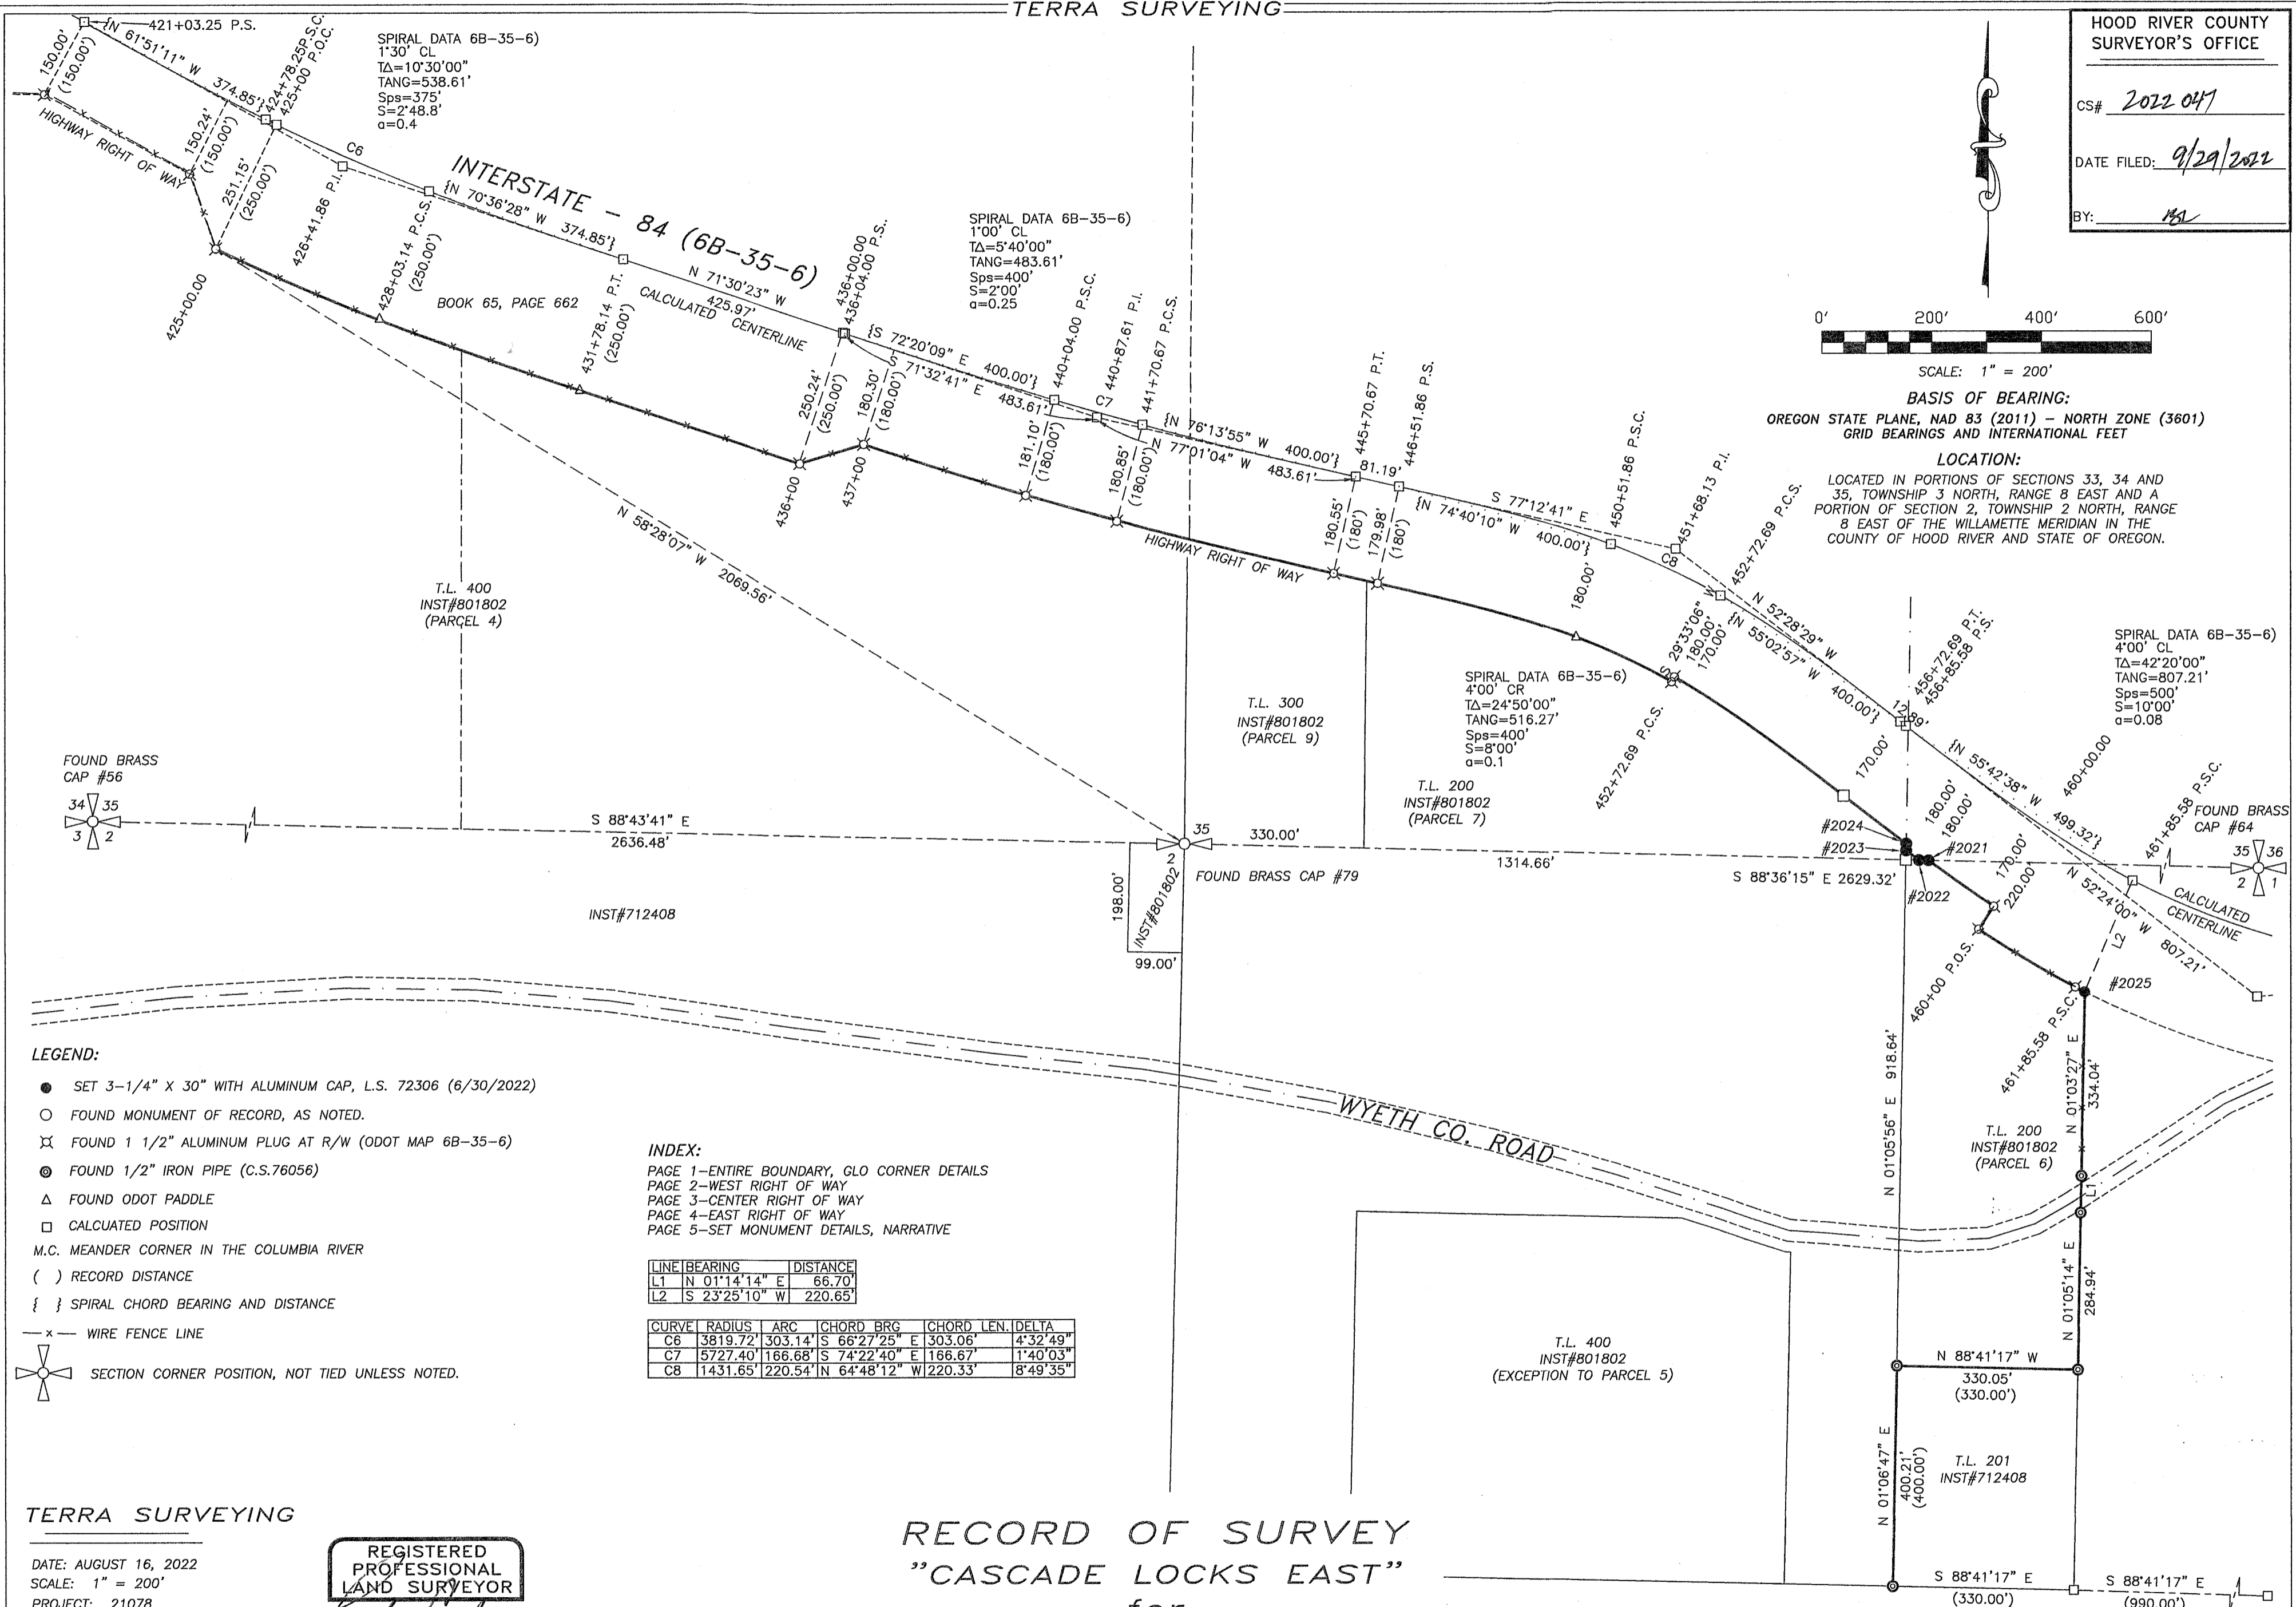 TERRA SURVEYING
HOOD RIVER COUNTY
SURVEYOR'S OFFICE
CS# 2022 047
DATE FILED: 9/29/2022
BY:
421+03.25 P.S.
{N 61°51'11" W 374.85'}
150.00'
(150.00')
424+78.25P.S.C.
425+00 P.O.C.
HIGHWAY RIGHT OF WAY
150.24'
(150.00')
251.15'
(250.00')
SPIRAL DATA 6B-35-6)
1°30' CL
TΔ=10°30'00"
TANG=538.61'
Sps=375'
S=2°48.8'
a=0.4
C6
426+41.86 P.I.
428+03.14 P.C.S.
(250.00')
425+00.00
INTERSTATE - 84 (6B-35-6)
{N 70°36'28" W 374.85'}
BOOK 65, PAGE 662
431+78.14 P.T.
(250.00')
N 71°30'23" W
425.97'
CALCULATED CENTERLINE
436+00.00
436+04.00 P.S.
250.24'
(250.00')
180.30'
(180.00')
436+00
437+00
SPIRAL DATA 6B-35-6)
1°00' CL
TΔ=5°40'00"
TANG=483.61'
Sps=400'
S=2°00'
a=0.25
{S 72°20'09" E 400.00'}
S 71°32'41" E 483.61'
440+04.00 P.S.C.
440+87.61 P.I.
441+70.67 P.C.S.
C7
181.10'
(180.00')
180.85'
(180.00')
{N 76°13'55" W 400.00'}
N 77°01'04" W 483.61'
445+70.67 P.T.
446+51.86 P.S.
81.19'
180.55'
(180')
179.98'
(180')
HIGHWAY RIGHT OF WAY
S 77°12'41" E
{N 74°40'10" W 400.00'}
450+51.86 P.S.C.
451+68.13 P.I.
452+72.69 P.C.S.
C8
180.00'
S 29°33'06" W
180.00'
170.00'
452+72.69 P.C.S.
N 52°28'29" W
{N 55°02'57" W 400.00'}
456+72.69 P.T.
456+85.58 P.S.
12.89'
170.00'
0' 200' 400' 600'
SCALE: 1" = 200'
BASIS OF BEARING:
OREGON STATE PLANE, NAD 83 (2011) - NORTH ZONE (3601)
GRID BEARINGS AND INTERNATIONAL FEET
LOCATION:
LOCATED IN PORTIONS OF SECTIONS 33, 34 AND
35, TOWNSHIP 3 NORTH, RANGE 8 EAST AND A
PORTION OF SECTION 2, TOWNSHIP 2 NORTH, RANGE
8 EAST OF THE WILLAMETTE MERIDIAN IN THE
COUNTY OF HOOD RIVER AND STATE OF OREGON.
SPIRAL DATA 6B-35-6)
4°00' CR
TΔ=24°50'00"
TANG=516.27'
Sps=400'
S=8°00'
a=0.1
SPIRAL DATA 6B-35-6)
4°00' CL
TΔ=42°20'00"
TANG=807.21'
Sps=500'
S=10°00'
a=0.08
{N 55°42'38" W 499.32'}
460+00.00
461+85.58 P.S.C.
180.00'
180.00'
170.00'
220.00'
N 52°24'00" W 807.21'
CALCULATED
CENTERLINE
L2
N 58°28'07" W 2069.56'
T.L. 400
INST#801802
(PARCEL 4)
T.L. 300
INST#801802
(PARCEL 9)
T.L. 200
INST#801802
(PARCEL 7)
FOUND BRASS
CAP #56
34 35
3 2
S 88°43'41" E
2636.48'
35
2
330.00'
1314.66'
FOUND BRASS CAP #79
S 88°36'15" E 2629.32'
#2024
#2023
#2021
#2022
FOUND BRASS
CAP #64
35 36
2 1
198.00'
INST#801802
99.00'
INST#712408
460+00 P.O.S.
461+85.58 P.S.C.
#2025
N 01°05'56" E 918.64'
N 01°03'27" E
334.04'
T.L. 200
INST#801802
(PARCEL 6)
L1
N 01°05'14" E
284.94'
WYETH CO. ROAD
N 88°41'17" W
330.05'
(330.00')
N 01°06'47" E
400.21'
(400.00')
T.L. 201
INST#712408
T.L. 400
INST#801802
(EXCEPTION TO PARCEL 5)
S 88°41'17" E
(330.00')
S 88°41'17" E
(990.00')
LEGEND:
SET 3-1/4" X 30" WITH ALUMINUM CAP, L.S. 72306 (6/30/2022)
FOUND MONUMENT OF RECORD, AS NOTED.
FOUND 1 1/2" ALUMINUM PLUG AT R/W (ODOT MAP 6B-35-6)
FOUND 1/2" IRON PIPE (C.S.76056)
FOUND ODOT PADDLE
CALCUATED POSITION
M.C. MEANDER CORNER IN THE COLUMBIA RIVER
( ) RECORD DISTANCE
{ } SPIRAL CHORD BEARING AND DISTANCE
—x— WIRE FENCE LINE
SECTION CORNER POSITION, NOT TIED UNLESS NOTED.
INDEX:
PAGE 1-ENTIRE BOUNDARY, GLO CORNER DETAILS
PAGE 2-WEST RIGHT OF WAY
PAGE 3-CENTER RIGHT OF WAY
PAGE 4-EAST RIGHT OF WAY
PAGE 5-SET MONUMENT DETAILS, NARRATIVE
LINE BEARING DISTANCE
L1 N 01°14'14" E 66.70'
L2 S 23°25'10" W 220.65'
CURVE RADIUS ARC CHORD BRG CHORD LEN. DELTA
C6 3819.72' 303.14' S 66°27'25" E 303.06' 4°32'49"
C7 5727.40' 166.68' S 74°22'40" E 166.67' 1°40'03"
C8 1431.65' 220.54' N 64°48'12" W 220.33' 8°49'35"
TERRA SURVEYING
DATE: AUGUST 16, 2022
SCALE: 1" = 200'
PROJECT: 21078
REGISTERED
PROFESSIONAL
LAND SURVEYOR
RECORD OF SURVEY
"CASCADE LOCKS EAST"
for